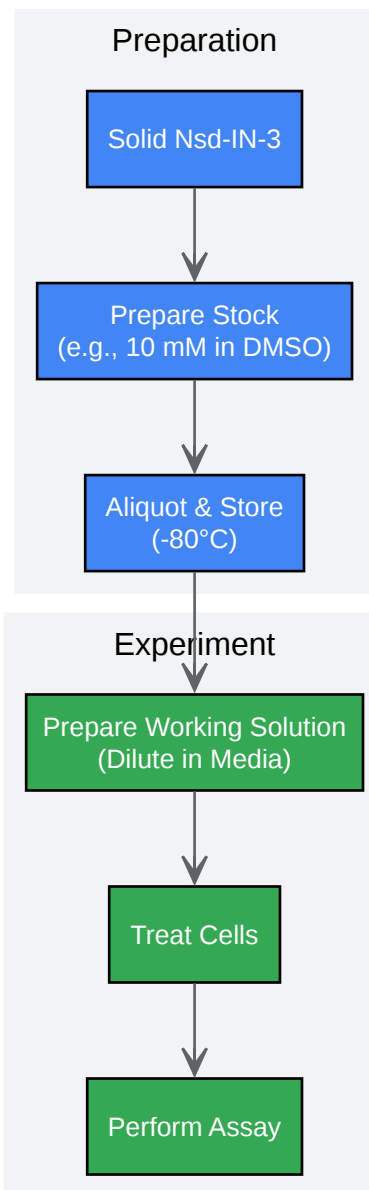 Preparation
Solid Nsd-IN-3
Prepare Stock
(e.g., 10 mM in DMSO)
Aliquot & Store
(-80°C)
Experiment
Prepare Working Solution
(Dilute in Media)
Treat Cells
Perform Assay